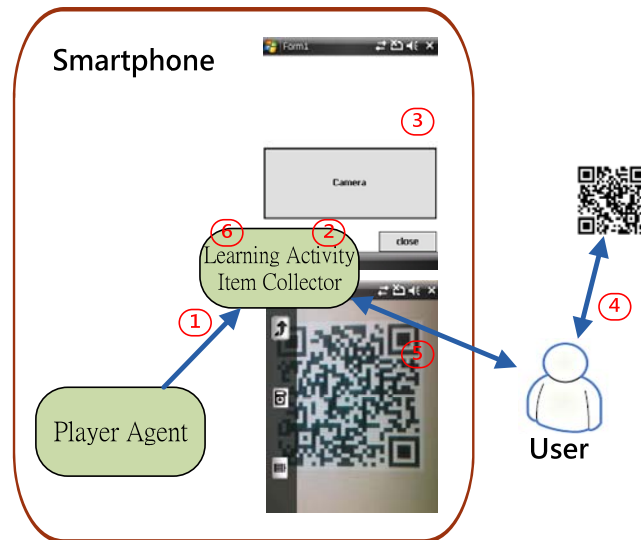 Smartphone
Form1
3
Camera
close
6
2
Learning Activity
Item Collector
1
4
5
Player Agent
User